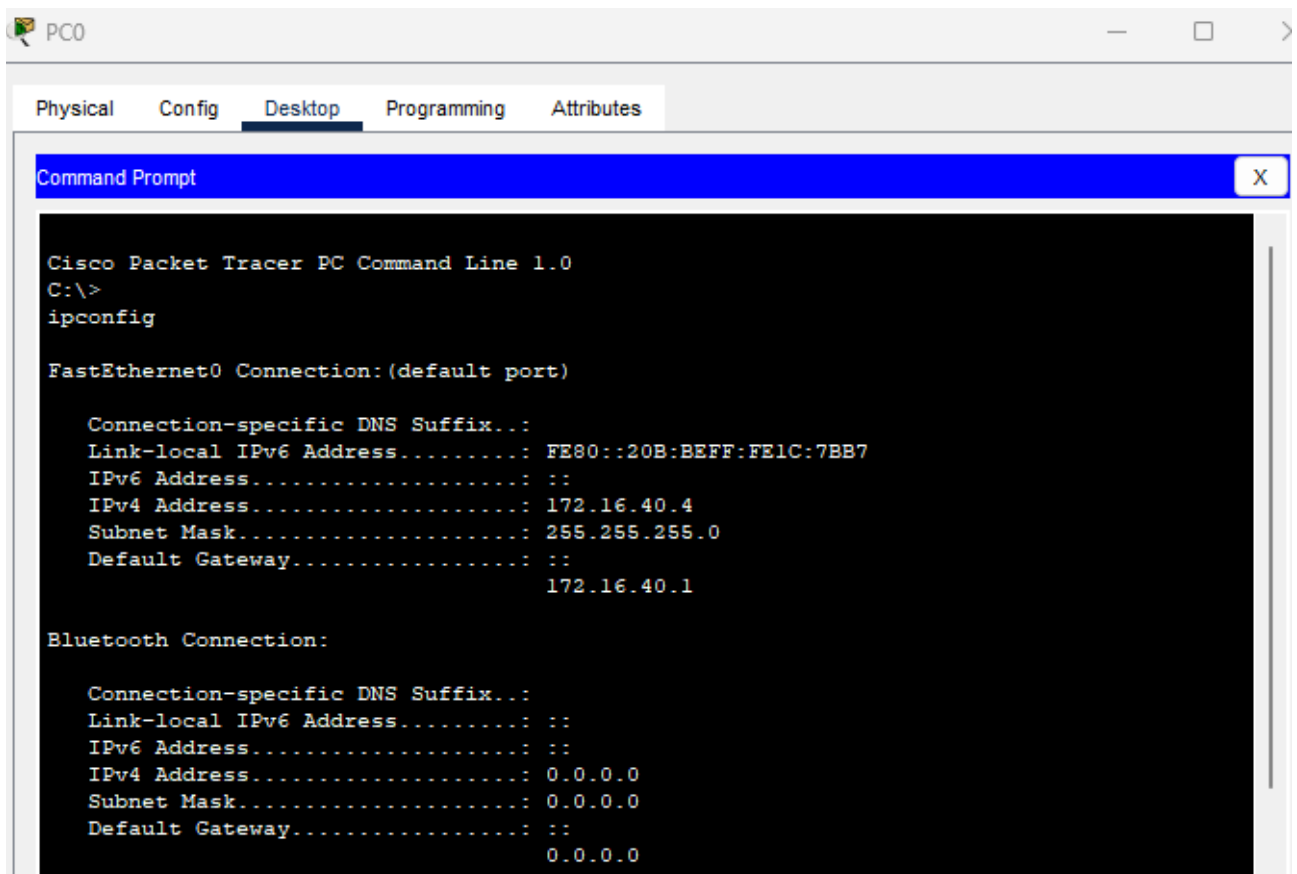 PC0
Physical Config Desktop Programming Attributes
Command Prompt
X
Cisco Packet Tracer PC Command Line 1.0
C:\>
ipconfig
FastEthernet0 Connection:(default port)
Connection-specific DNS Suffix..:
Link-local IPv6 Address.........: FE80::20B:BEFF:FE1C:7BB7
IPv6 Address....................: ::
IPv4 Address....................: 172.16.40.4
Subnet Mask.....................: 255.255.255.0
Default Gateway.................: ::
172.16.40.1
Bluetooth Connection:
Connection-specific DNS Suffix..:
Link-local IPv6 Address.........: ::
IPv6 Address....................: ::
IPv4 Address....................: 0.0.0.0
Subnet Mask.....................: 0.0.0.0
Default Gateway.................: ::
0.0.0.0